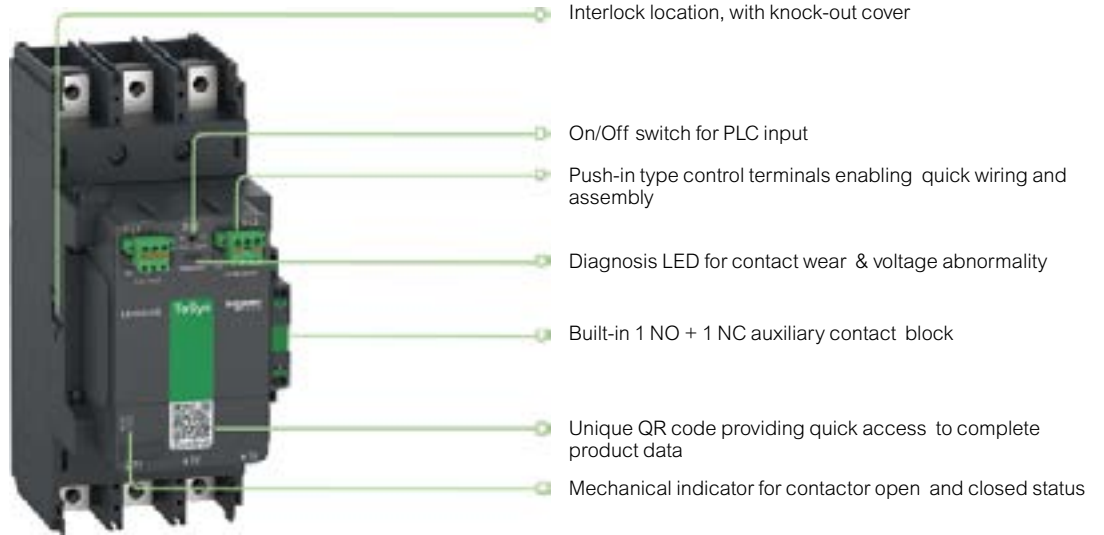 Interlock location, with knock-out cover
On/Off switch for PLC input
Push-in type control terminals enabling quick wiring and
assembly
Diagnosis LED for contact wear & voltage abnormality
TeSys
Built-in 1 NO + 1 NC auxiliary contact block
Unique QR code providing quick access to complete
product data
Mechanical indicator for contactor open and closed status